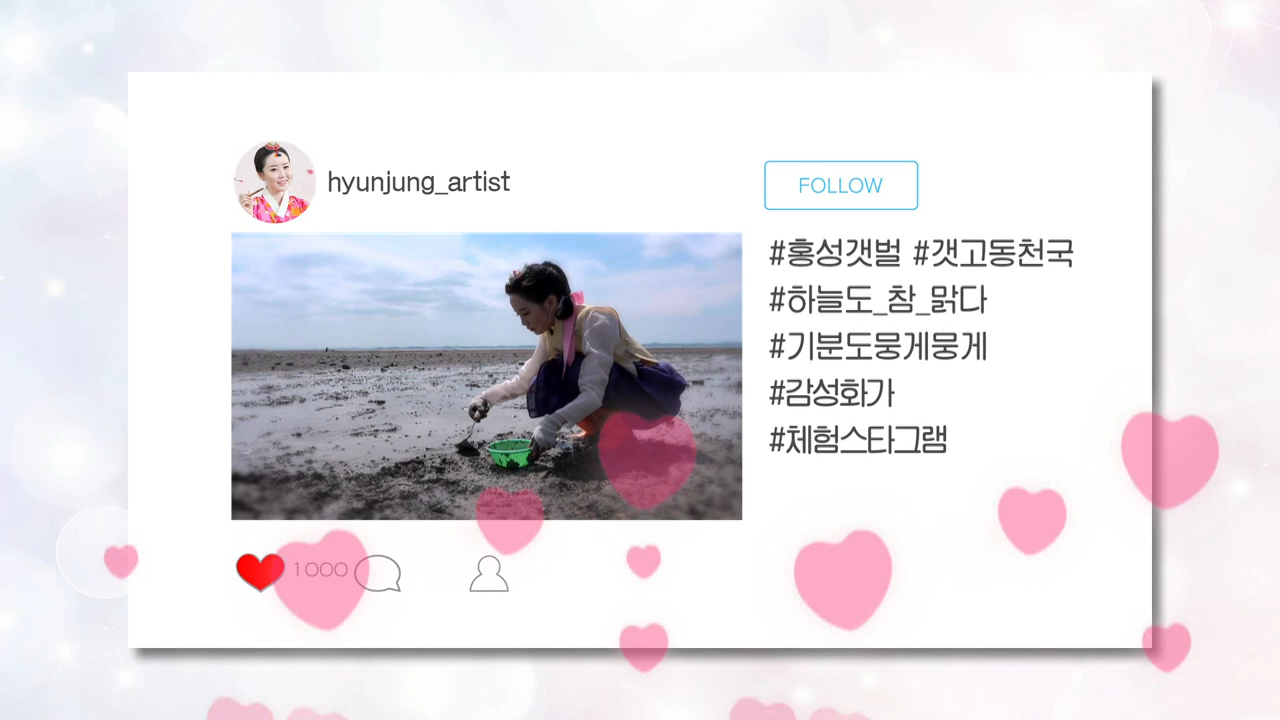 hyunjung_artist
FOLLOW
#홍성갯벌 #갯고동천국
#하늘도_참_맑다
#기분도뭉게뭉게
#감성화가
#체험스타그램
1000